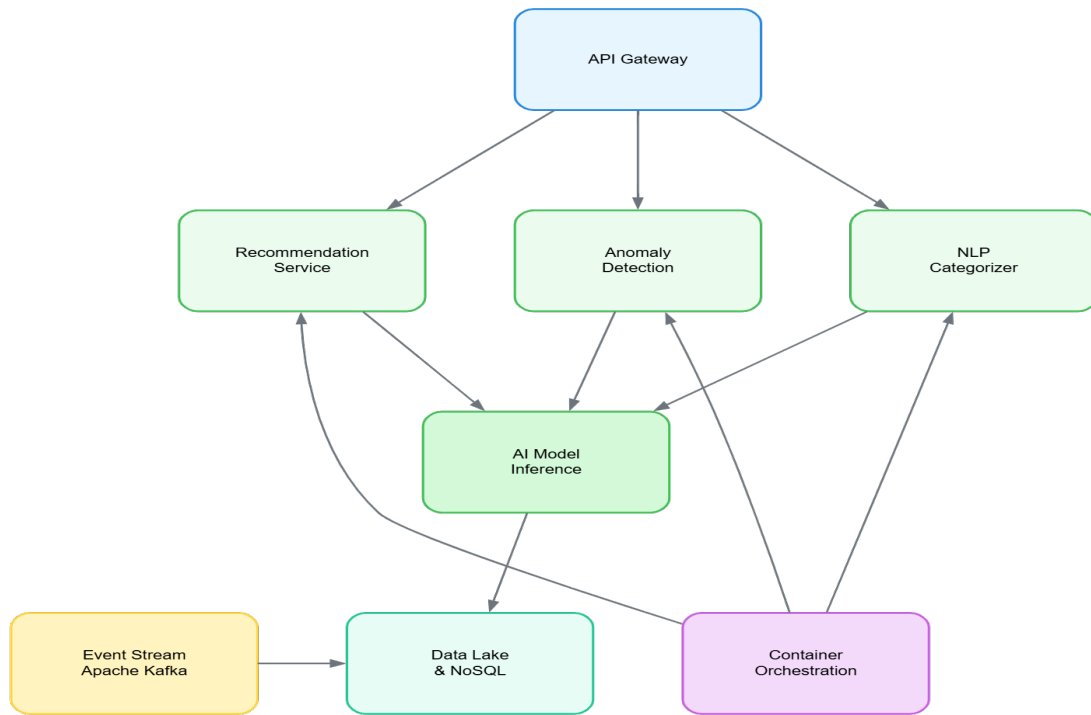 API Gateway
Recommendation
Service
Anomaly
Detection
NLP
Categorizer
AI Model
Inference
Event Stream
Apache Kafka
Data Lake
& NoSQL
Container
Orchestration